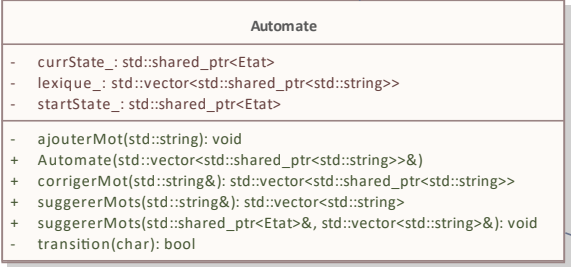 Automate
- currState_: std::shared_ptr<Etat>
- lexique_: std::vector<std::shared_ptr<std::string>>
- startState_: std::shared_ptr<Etat>
- ajouterMot(std::string): void
+ Automate(std::vector<std::shared_ptr<std::string>>&)
+ corrigerMot(std::string&): std::vector<std::shared_ptr<std::string>>
+ suggererMots(std::string&): std::vector<std::string>
+ suggererMots(std::shared_ptr<Etat>&, std::vector<std::string>&): void
- transition(char): bool